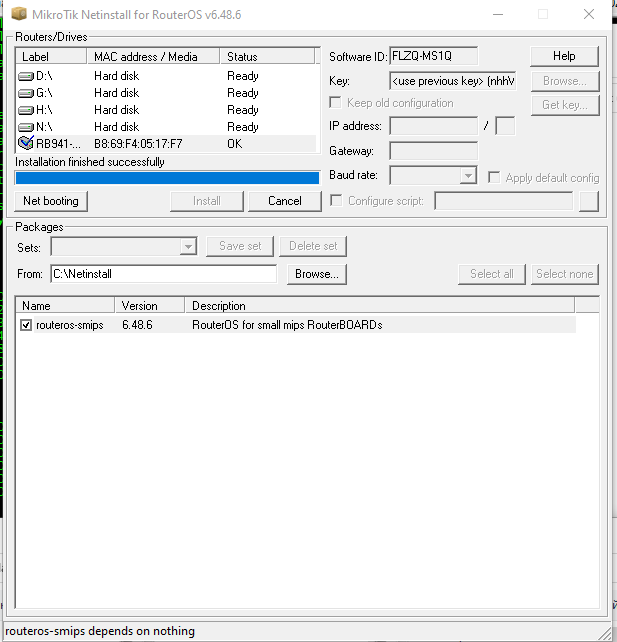 MikroTik Netinstall for RouterOS v6.48.6
Routers/Drives
Label MAC address / Media Status
D:\ Hard disk Ready
G:\ Hard disk Ready
H:\ Hard disk Ready
N:\ Hard disk Ready
RB941-... B8:69:F4:05:17:F7 OK
Installation finished successfully
Net booting Install Cancel
Software ID: FLZQ-MS1Q Help
Key: <use previous key> (nhhV Browse...
Keep old configuration Get key...
IP address: /
Gateway:
Baud rate: Apply default config
Configure script:
Packages
Sets: Save set Delete set
From: C:\Netinstall Browse... Select all Select none
Name Version Description
routeros-smips 6.48.6 RouterOS for small mips RouterBOARDs
routeros-smips depends on nothing